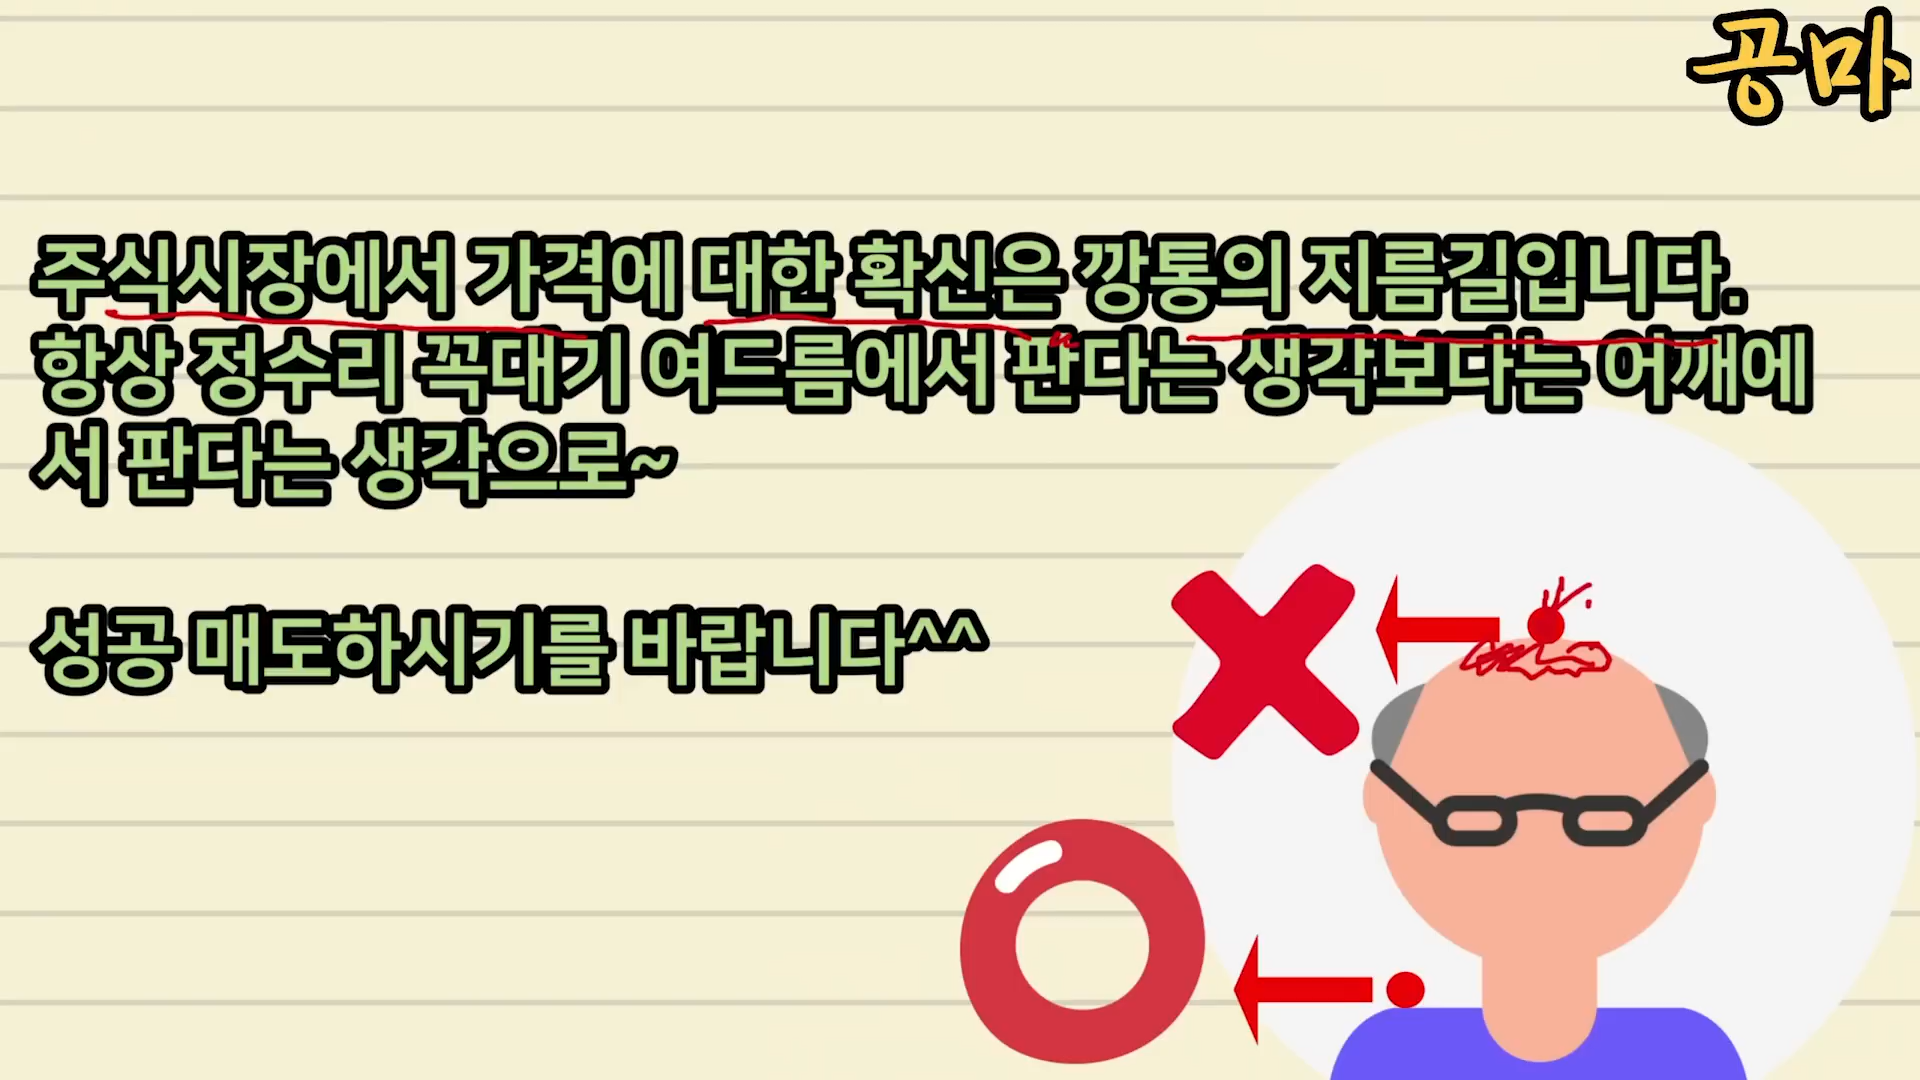 공마
주식시장에서 가격에 대한 확신은 깡통의 지름길입니다.
항상 정수리 꼭대기 여드름에서 판다는 생각보다는 어깨에
서 판다는 생각으로~
성공 매도하시기를 바랍니다^^